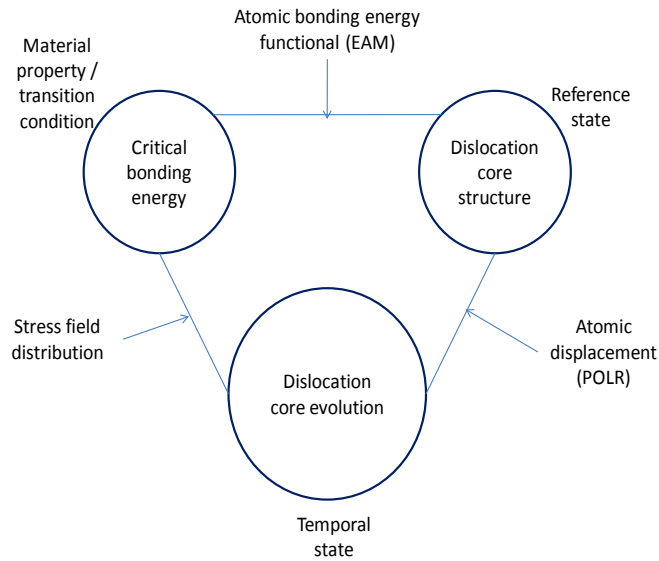 Atomic bonding energy
functional (EAM)
Material
property /
transition
condition
Reference
state
Critical
bonding
energy
Dislocation
core
structure
Stress field
distribution
Dislocation
core evolution
Atomic
displacement
(POLR)
Temporal
state